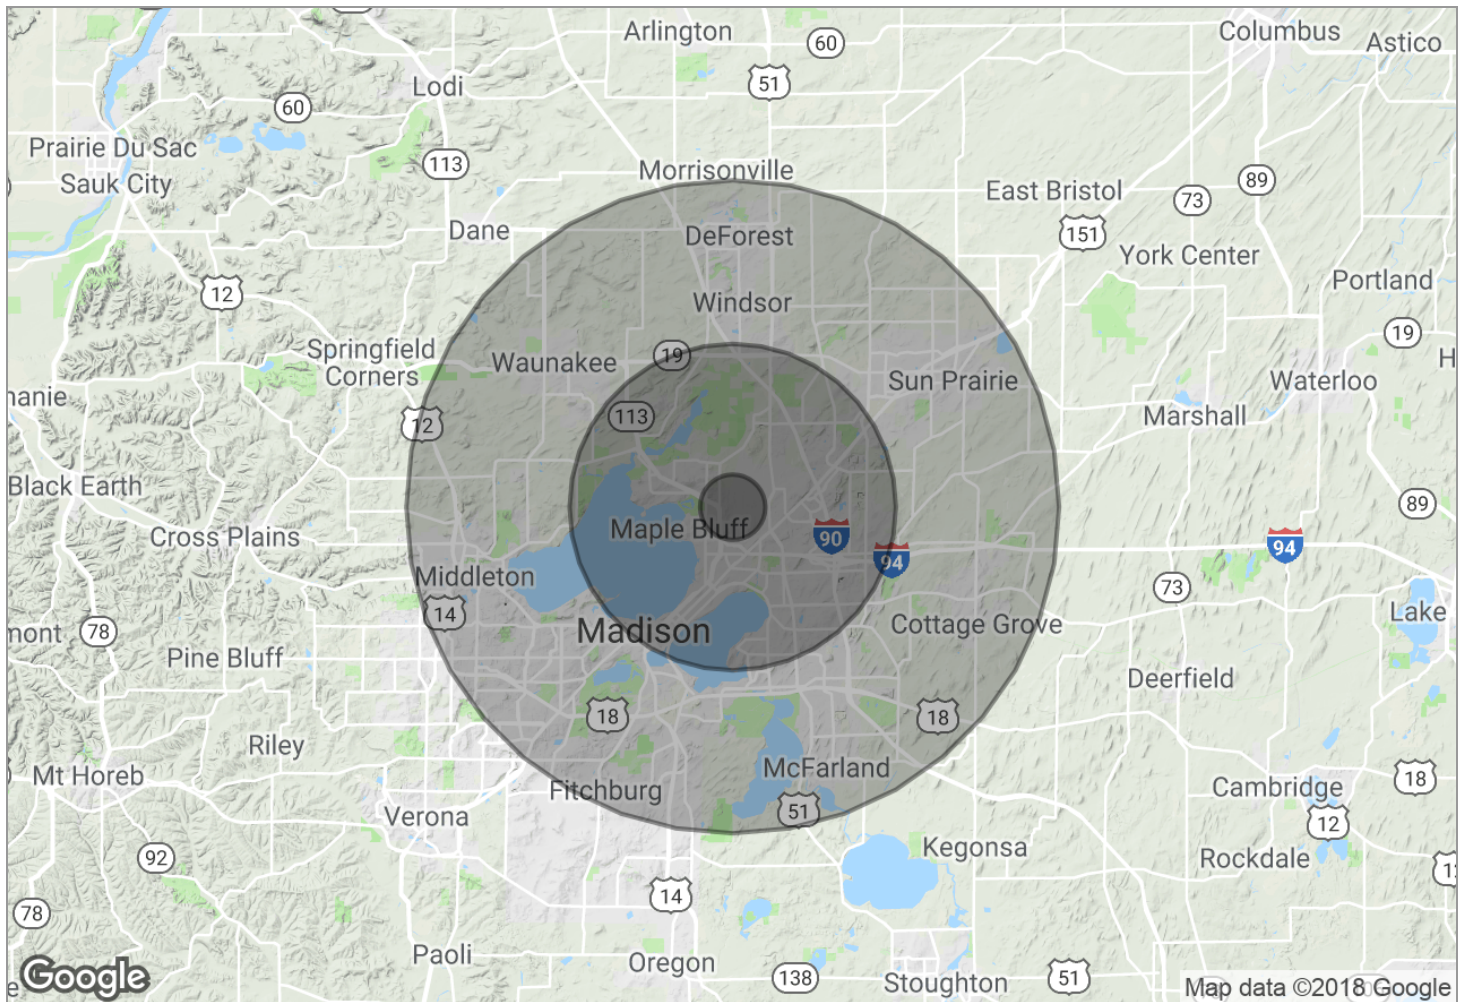 Arlington
60
Columbus
Astico
Lodi
51
60
Prairie Du Sac
113
Morrisonville
Sauk City
89
East Bristol
73
Dane
DeForest
151
York Center
12
Windsor
Portland
19
Springfield
Corners
Waunakee
19
H
Sun Prairie
Waterloo
nanie
113
Marshall
12
Black Earth
89
Maple Bluff
90
Cross Plains
94
94
Middleton
73
14
Lake
mont
78
Madison
Cottage Grove
Pine Bluff
Deerfield
18
18
Riley
Mt Horeb
McFarland
18
Fitchburg
Cambridge
51
Verona
12
Kegonsa
92
Rockdale
14
78
Paoli
Oregon
138
Stoughton
51
Google
e
Map data ©2018 Google